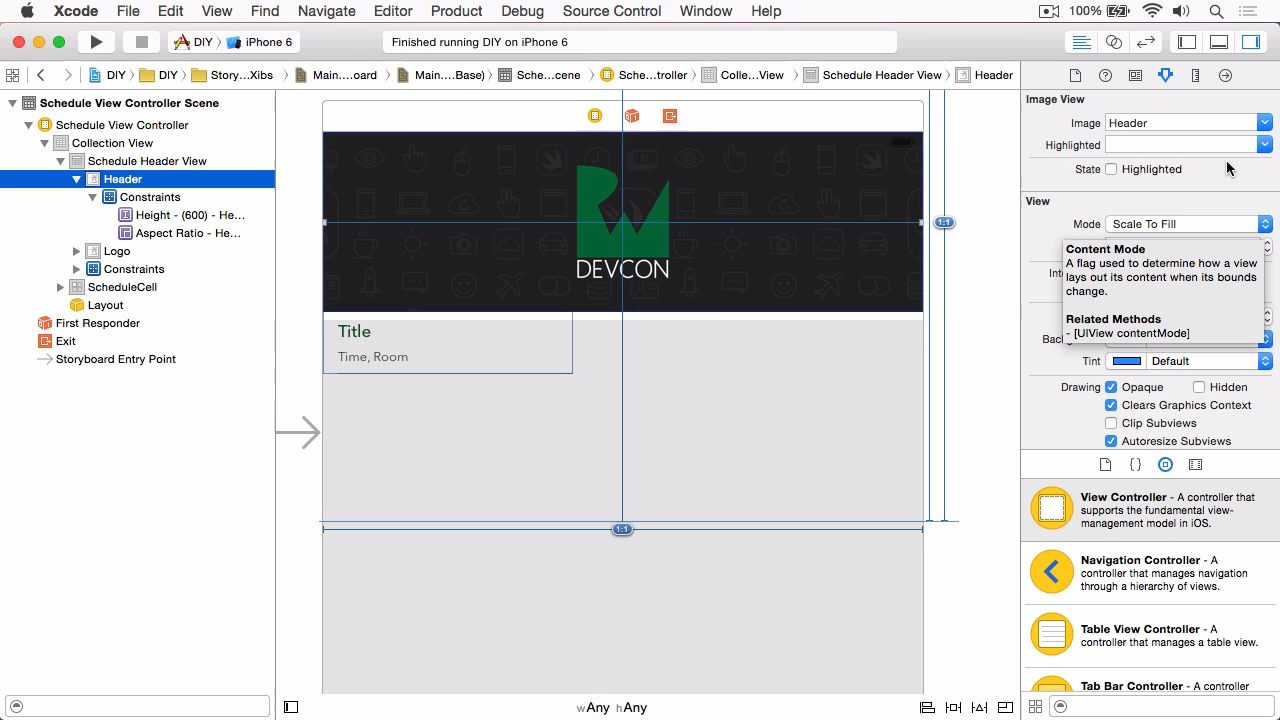 Xcode File Edit View Find Navigate Editor Product Debug Source Control Window Help 100%
DIY iPhone 6 Finished running DIY on iPhone 6
DIY DIY Story...Xibs Main....oard Main....Base) Sche...cene Sche...troller Colle...View Schedule Header View Header
Schedule View Controller Scene
Schedule View Controller
Collection View
Schedule Header View
Header
Constraints
Height - (600) - He...
Aspect Ratio - He...
Logo
Constraints
ScheduleCell
Layout
First Responder
Exit
Storyboard Entry Point
DEVCON
Title
Time, Room
1:1
1:1
wAny hAny
Image View
Image Header
Highlighted
State Highlighted
View
Mode Scale To Fill
Content Mode
A flag used to determine how a view
lays out its content when its bounds
change.
Related Methods
- [UIView contentMode]
Tint Default
Drawing Opaque Hidden
Clears Graphics Context
Clip Subviews
Autoresize Subviews
View Controller - A controller that
supports the fundamental view-
management model in iOS.
Navigation Controller - A
controller that manages navigation
through a hierarchy of views.
Table View Controller - A
controller that manages a table view.
Tab Bar Controller - A controller